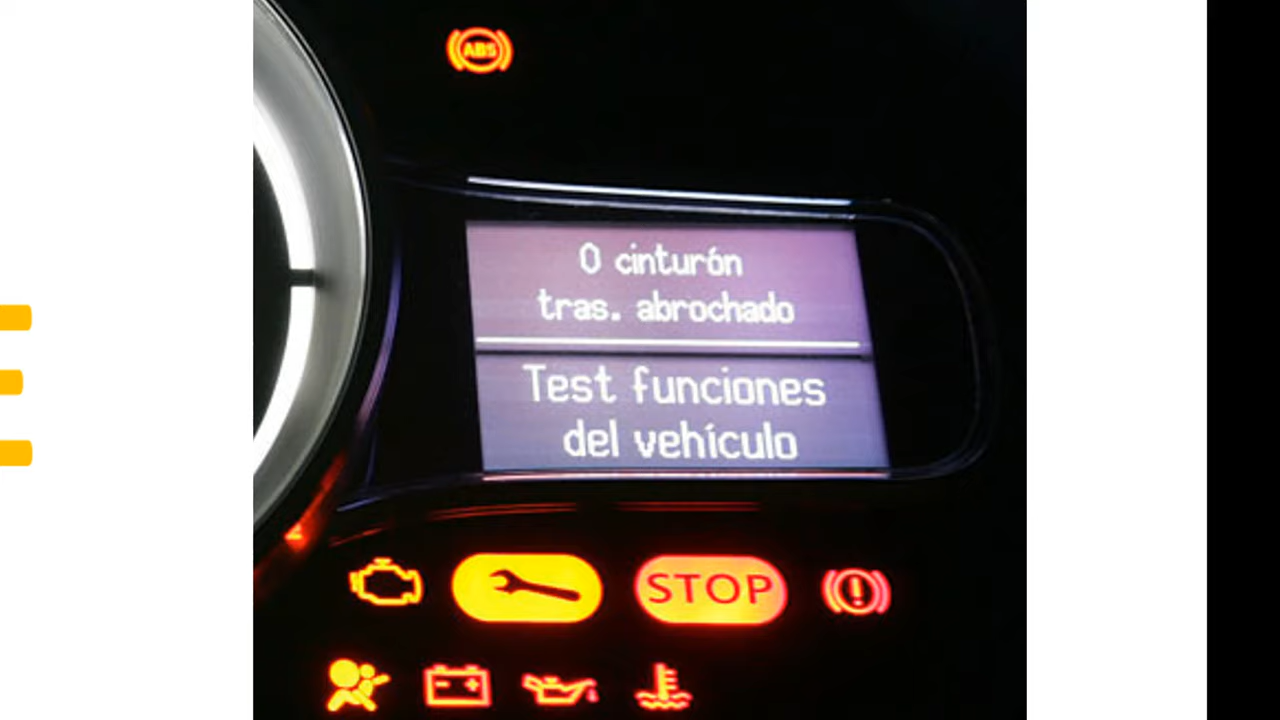 ABS
0 cinturón
tras. abrochado
Test funciones
del vehículo
STOP